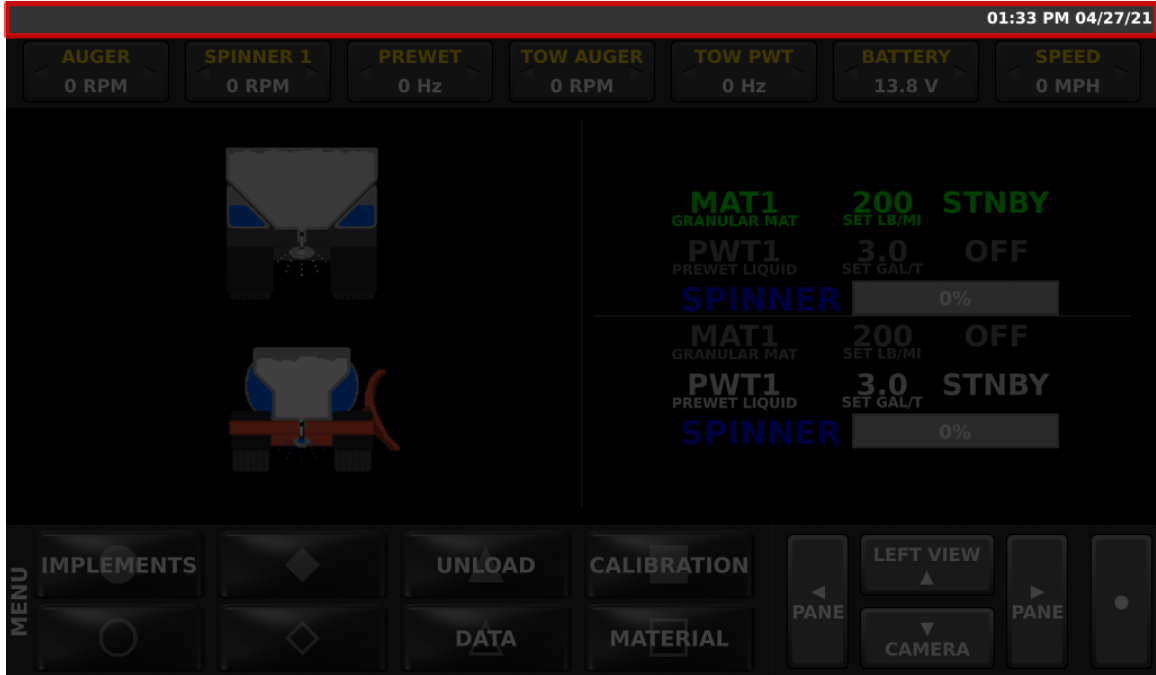 01:33 PM 04/27/21
AUGER SPINNER 1 PREWET TOW AUGER TOW PWT BATTERY SPEED
0 RPM 0 RPM 0 Hz 0 RPM 0 Hz 13.8 V 0 MPH
MAT1 200 STNBY
GRANULAR MAT SET LB/MI
PWT1 3.0 OFF
PREWET LIQUID SET GAL/T
SPINNER 0%
MAT1 200 OFF
GRANULAR MAT SET LB/MI
PWT1 3.0 STNBY
PREWET LIQUID SET GAL/T
SPINNER 0%
MENU
IMPLEMENTS UNLOAD CALIBRATION
DATA MATERIAL
PANE
LEFT VIEW
CAMERA
PANE